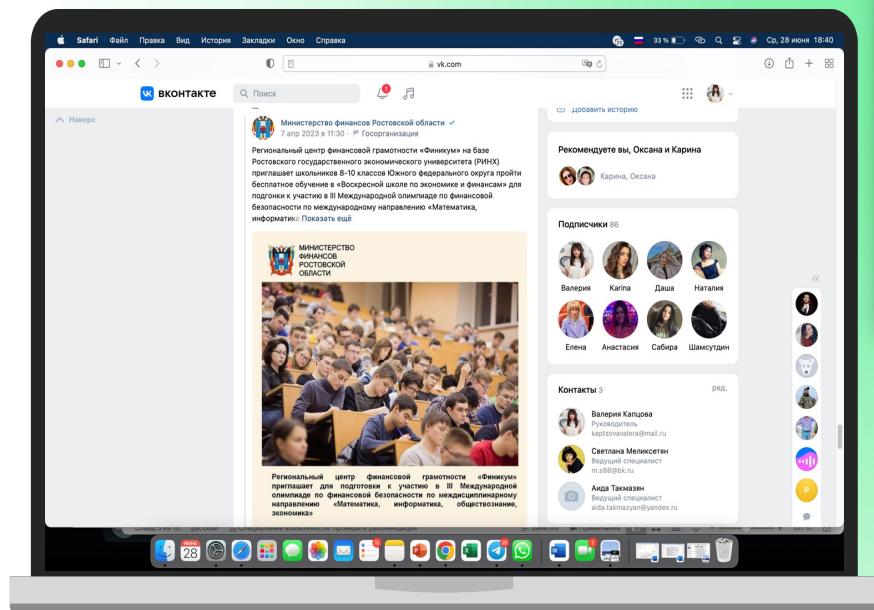 Safari Файл Правка Вид История Закладки Окно Справка
33 % Ср, 28 июня 18:40
vk.com
вконтакте Поиск 1
Наверх
Министерство финансов Ростовской области
7 апр 2023 в 11:30 · Госорганизация
Региональный центр финансовой грамотности «Финикум» на базе
Ростовского государственного экономического университета (РИНХ)
приглашает школьников 8-10 классов Южного федерального округа пройти
бесплатное обучение в «Воскресной школе по экономике и финансам» для
подгонки к участию в III Международной олимпиаде по финансовой
безопасности по международному направлению «Математика,
информатика Показать ещё
МИНИСТЕРСТВО
ФИНАНСОВ
РОСТОВСКОЙ
ОБЛАСТИ
Региональный центр финансовой грамотности «Финикум»
приглашает для подготовки к участию в III Международной
олимпиаде по финансовой безопасности по междисциплинарному
направлению «Математика, информатика, обществознание,
экономика»
Добавить историю
Рекомендуете вы, Оксана и Карина
Карина, Оксана
Подписчики 86
Валерия Karina Даша Наталия
Елена Анастасия Сабира Шамсутдин
Контакты 3 ред.
Валерия Капцова
Руководитель
kaptsovavalera@mail.ru
Светлана Меликсетян
Ведущий специалист
m.s88@bk.ru
Аида Такмазян
Ведущий специалист
aida.takmazyan@yandex.ru
P
ИЮНЬ
28